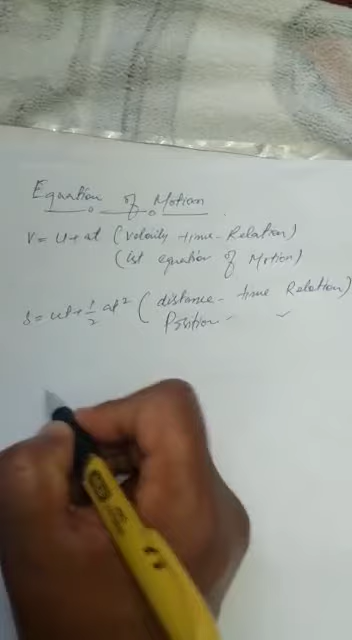 Equation of Motion
V = u + at (Velocity time - Relation)
(1st equation of Motion)
S = ut + 1/2 at² (distance - time Relation)
Position - ✓